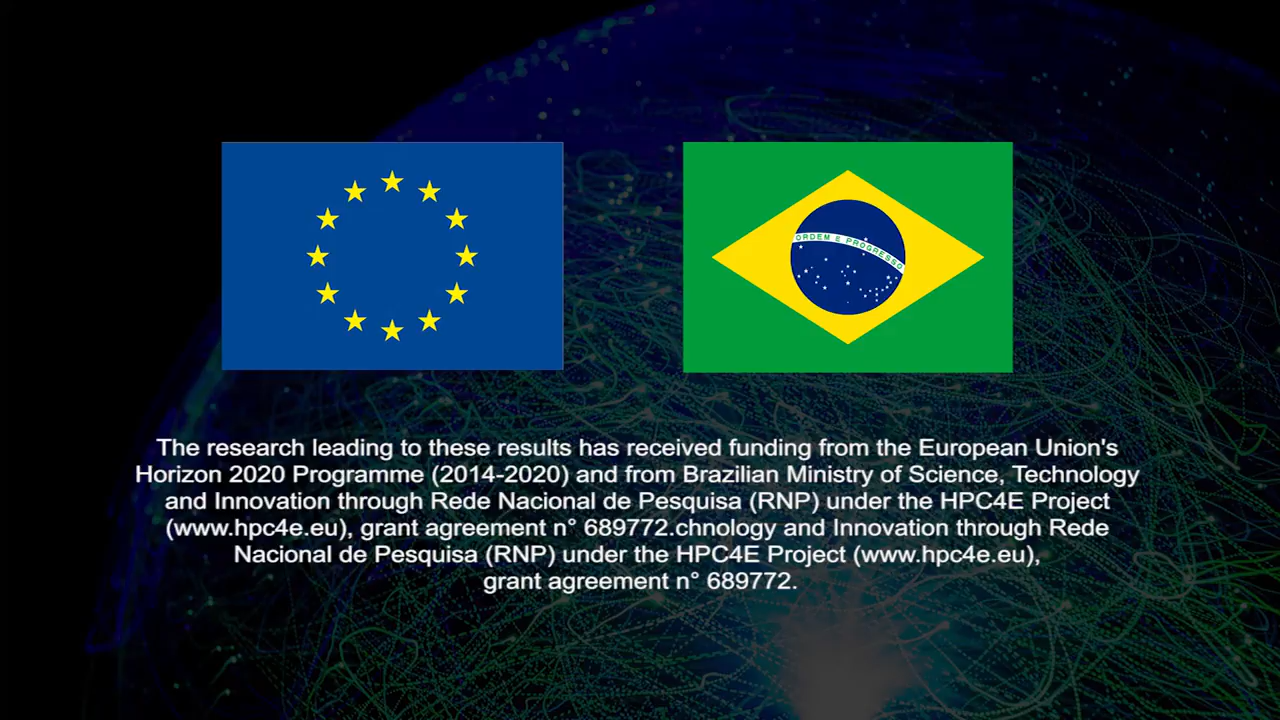 ORDEM E PROGRESSO
The research leading to these results has received funding from the European Union's
Horizon 2020 Programme (2014-2020) and from Brazilian Ministry of Science, Technology
and Innovation through Rede Nacional de Pesquisa (RNP) under the HPC4E Project
(www.hpc4e.eu), grant agreement n° 689772.chnology and Innovation through Rede
Nacional de Pesquisa (RNP) under the HPC4E Project (www.hpc4e.eu),
grant agreement n° 689772.